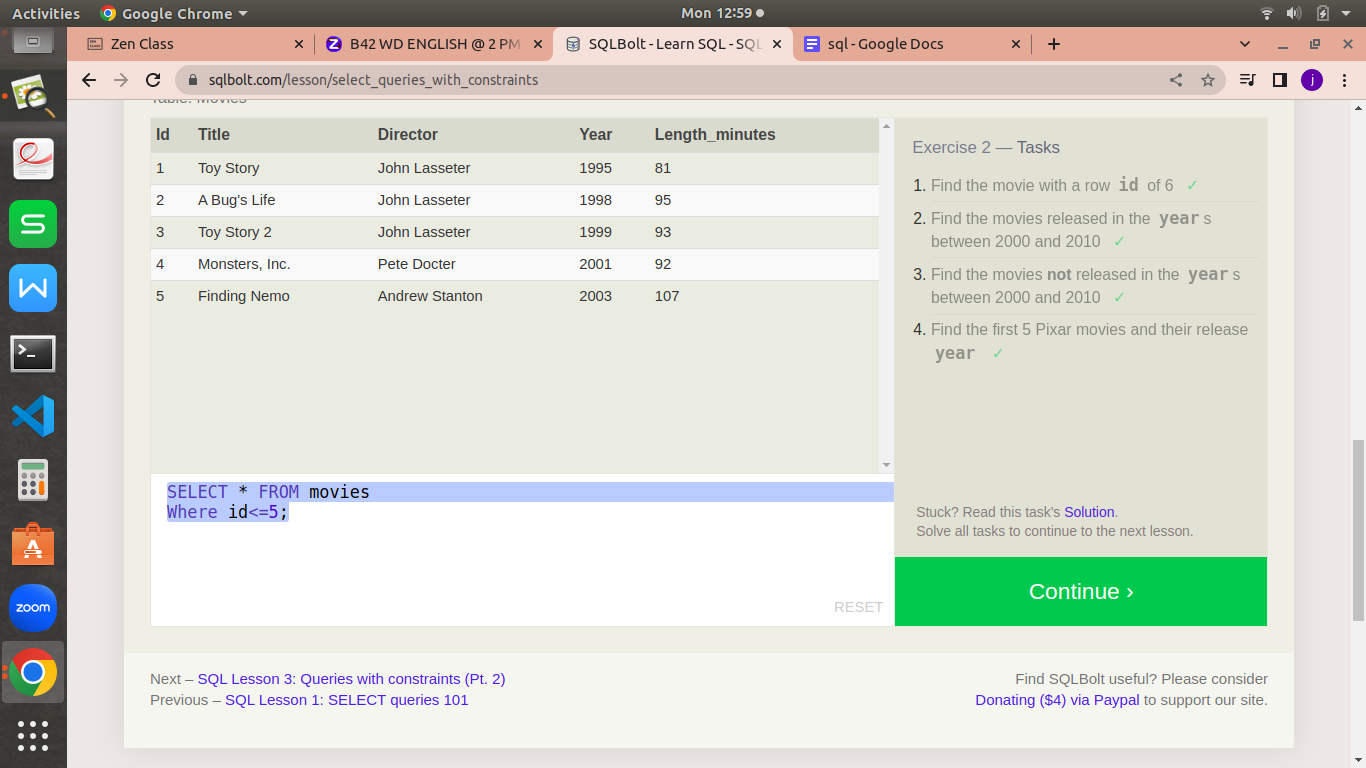 Activities Google Chrome Mon 12:59
Zen Class B42 WD ENGLISH @ 2 PM SQLBolt - Learn SQL - SQL sql - Google Docs
sqlbolt.com/lesson/select_queries_with_constraints j
Table: Movies
Id Title Director Year Length_minutes
1 Toy Story John Lasseter 1995 81
2 A Bug's Life John Lasseter 1998 95
3 Toy Story 2 John Lasseter 1999 93
4 Monsters, Inc. Pete Docter 2001 92
5 Finding Nemo Andrew Stanton 2003 107
SELECT * FROM movies
Where id<=5;
RESET
Exercise 2 — Tasks
1. Find the movie with a row id of 6 ✓
2. Find the movies released in the years
between 2000 and 2010 ✓
3. Find the movies not released in the years
between 2000 and 2010 ✓
4. Find the first 5 Pixar movies and their release
year ✓
Stuck? Read this task's Solution.
Solve all tasks to continue to the next lesson.
Continue ›
Next – SQL Lesson 3: Queries with constraints (Pt. 2)
Previous – SQL Lesson 1: SELECT queries 101
Find SQLBolt useful? Please consider
Donating ($4) via Paypal to support our site.
zoom